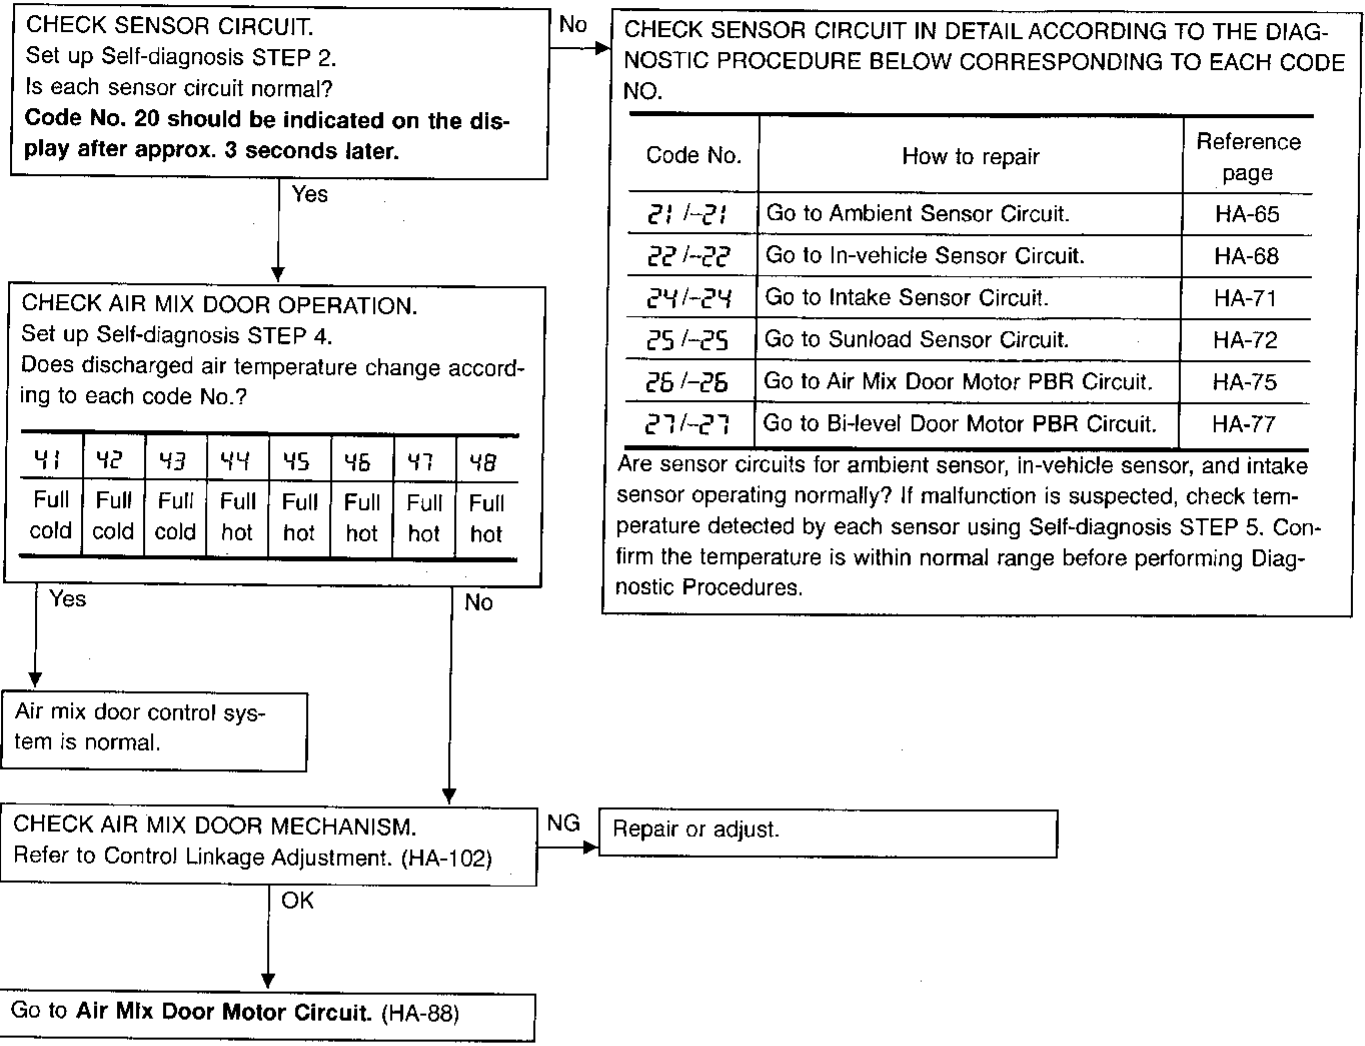 CHECK SENSOR CIRCUIT.
Set up Self-diagnosis STEP 2.
Is each sensor circuit normal?
Code No. 20 should be indicated on the dis-
play after approx. 3 seconds later.
No
CHECK SENSOR CIRCUIT IN DETAIL ACCORDING TO THE DIAG-
NOSTIC PROCEDURE BELOW CORRESPONDING TO EACH CODE
NO.
Code No. How to repair Reference page
21/-21 Go to Ambient Sensor Circuit. HA-65
22/-22 Go to In-vehicle Sensor Circuit. HA-68
24/-24 Go to Intake Sensor Circuit. HA-71
25/-25 Go to Sunload Sensor Circuit. HA-72
26/-26 Go to Air Mix Door Motor PBR Circuit. HA-75
27/-27 Go to Bi-level Door Motor PBR Circuit. HA-77
Are sensor circuits for ambient sensor, in-vehicle sensor, and intake
sensor operating normally? If malfunction is suspected, check tem-
perature detected by each sensor using Self-diagnosis STEP 5. Con-
firm the temperature is within normal range before performing Diag-
nostic Procedures.
Yes
CHECK AIR MIX DOOR OPERATION.
Set up Self-diagnosis STEP 4.
Does discharged air temperature change accord-
ing to each code No.?
41 42 43 44 45 46 47 48
Full Full Full Full Full Full Full Full
cold cold cold hot hot hot hot hot
Yes
No
Air mix door control sys-
tem is normal.
CHECK AIR MIX DOOR MECHANISM.
Refer to Control Linkage Adjustment. (HA-102)
NG
Repair or adjust.
OK
Go to Air Mix Door Motor Circuit. (HA-88)